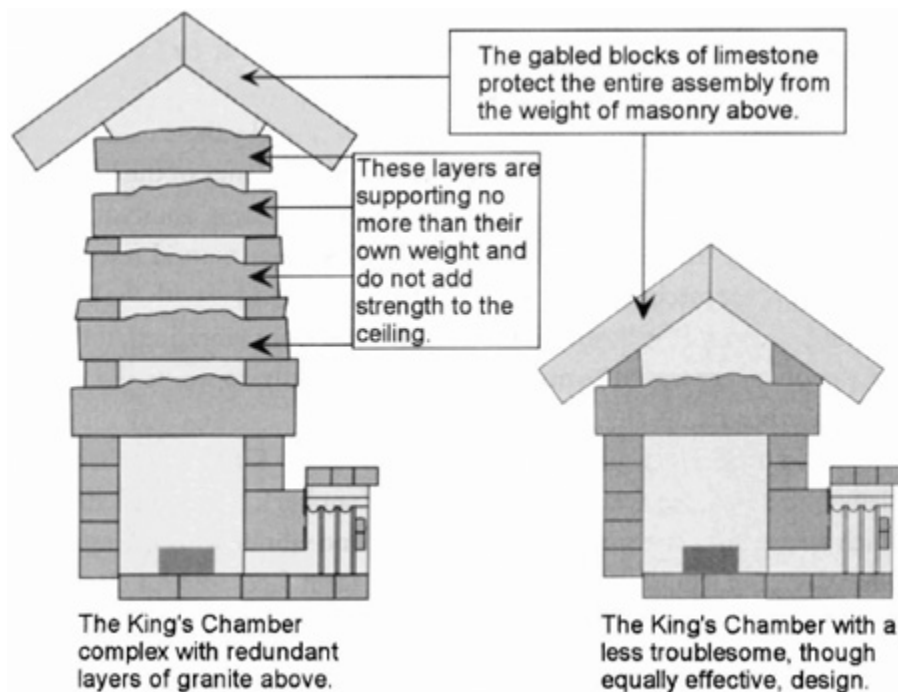 The gabled blocks of limestone
protect the entire assembly from
the weight of masonry above.
These layers are
supporting no
more than their
own weight and
do not add
strength to the
ceiling.
The King's Chamber
complex with redundant
layers of granite above.
The King's Chamber with a
less troublesome, though
equally effective, design.